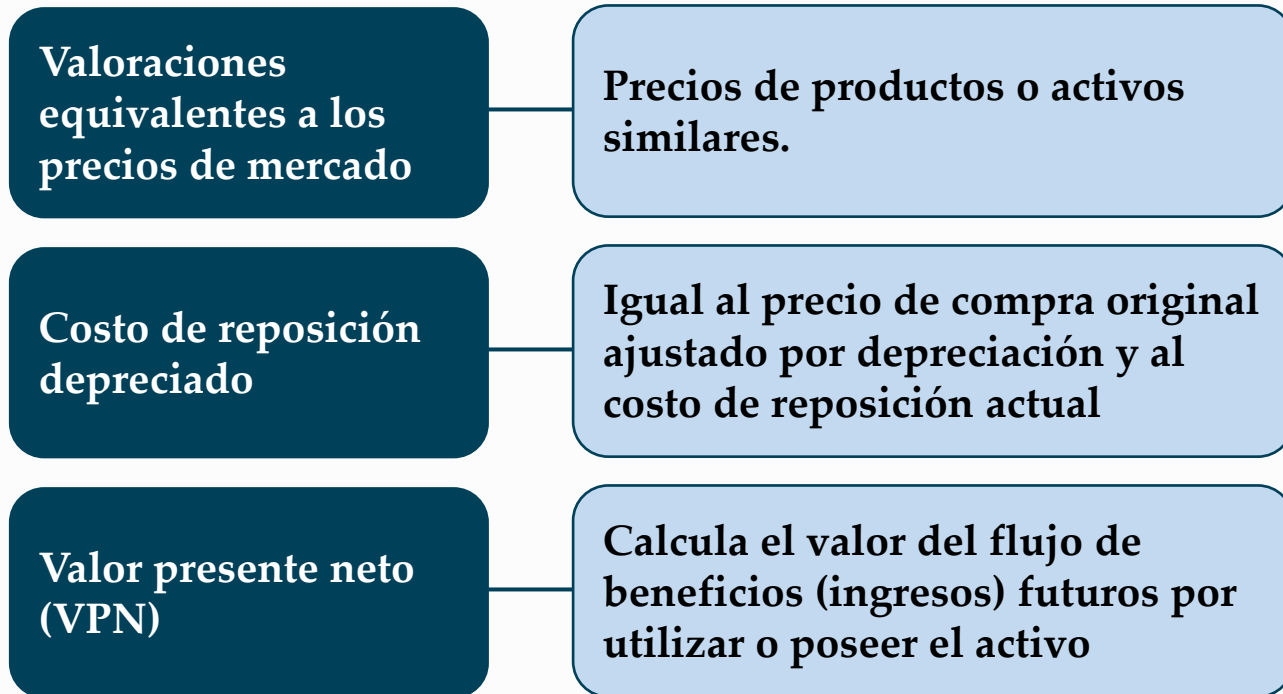 Valoraciones
equivalentes a los
precios de mercado
Precios de productos o activos
similares.
Costo de reposición
depreciado
Igual al precio de compra original
ajustado por depreciación y al
costo de reposición actual
Valor presente neto
(VPN)
Calcula el valor del flujo de
beneficios (ingresos) futuros por
utilizar o poseer el activo